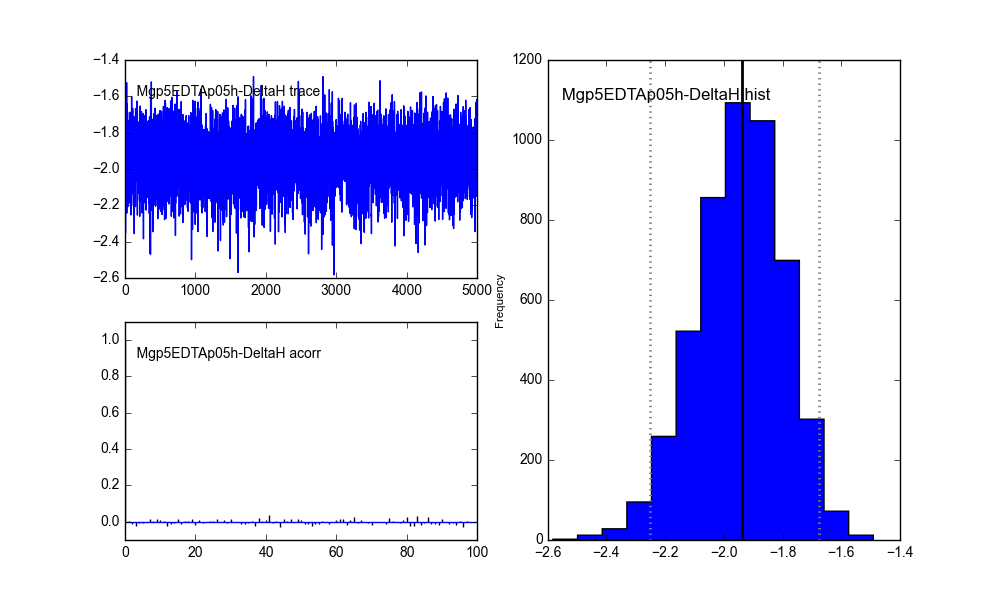 −1.4
−1.6
−1.8
−2.0
−2.2
−2.4
−2.6
Mgp5EDTAp05h-DeltaH trace
0 1000 2000 3000 4000 5000
1.0
0.8
0.6
0.4
0.2
0.0
Mgp5EDTAp05h-DeltaH acorr
0 20 40 60 80 100
Frequency
1200
1000
800
600
400
200
0
Mgp5EDTAp05h-DeltaH hist
−2.6 −2.4 −2.2 −2.0 −1.8 −1.6 −1.4